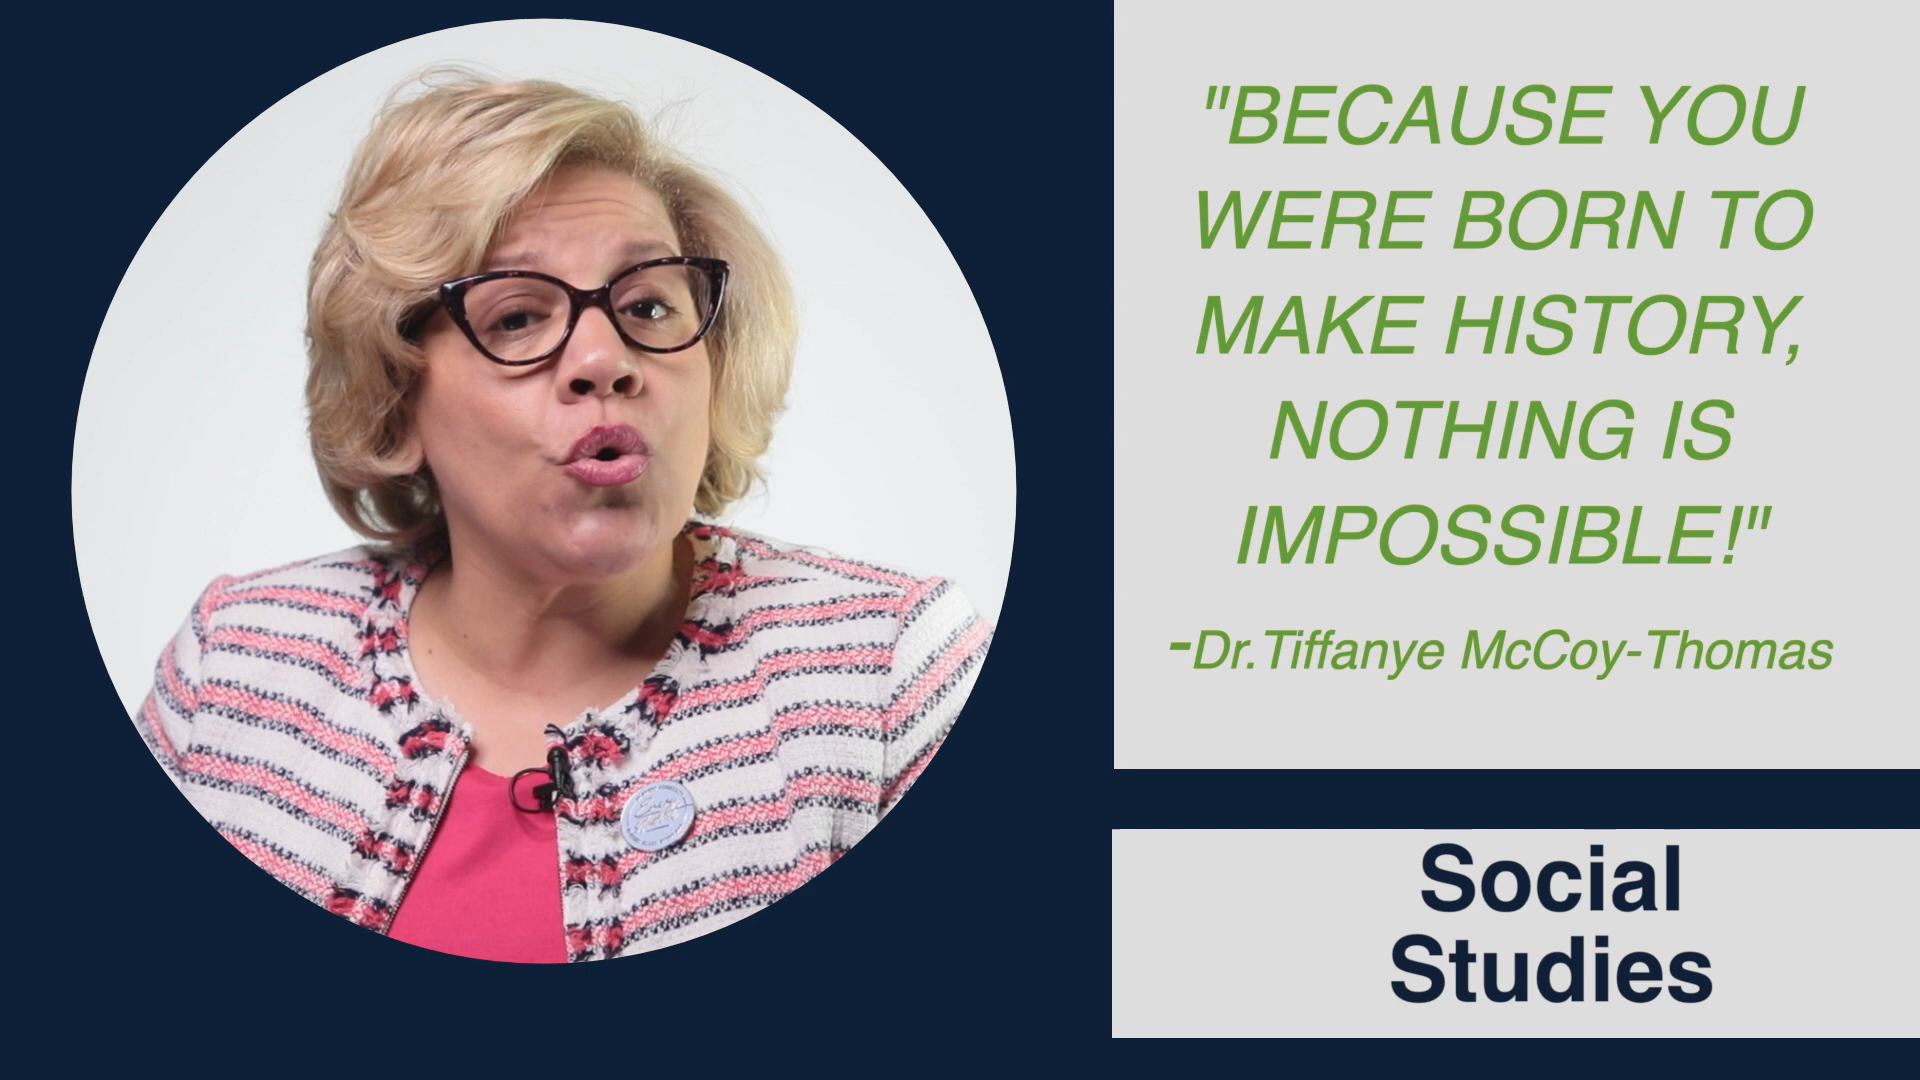 "BECAUSE YOU
WERE BORN TO
MAKE HISTORY,
NOTHING IS
IMPOSSIBLE!"
-Dr.Tiffanye McCoy-Thomas
Social
Studies